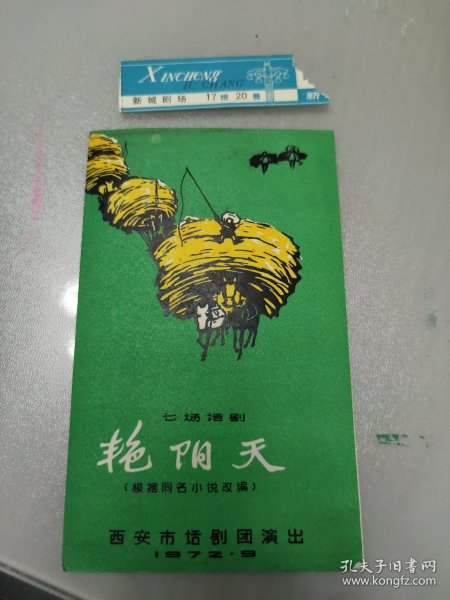 XINCHENG
JU CHANG
新城剧场 17排 20号 新
七场话剧
艳阳天
(根据同名小说改编)
西安市话剧团演出
1972·9
孔夫子旧书网
www.kongfz.com